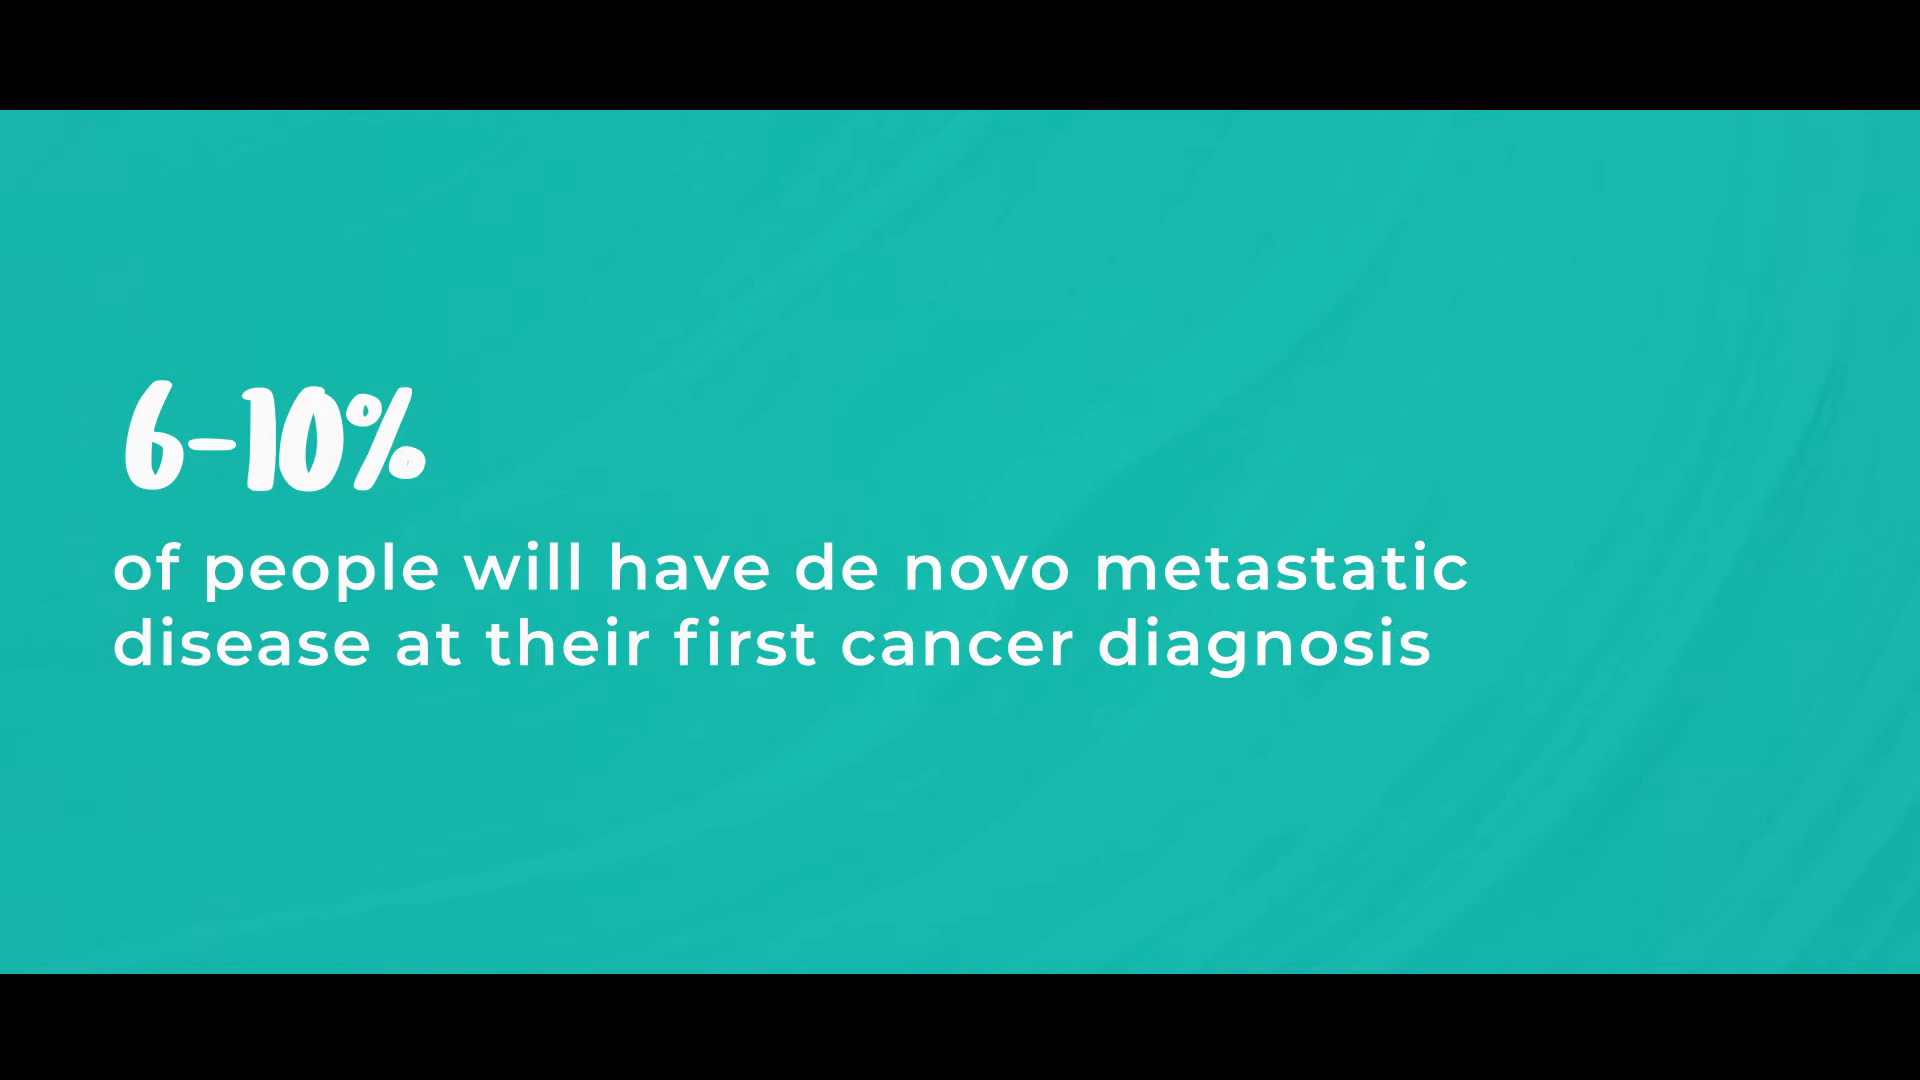 6-10%
of people will have de novo metastatic
disease at their first cancer diagnosis